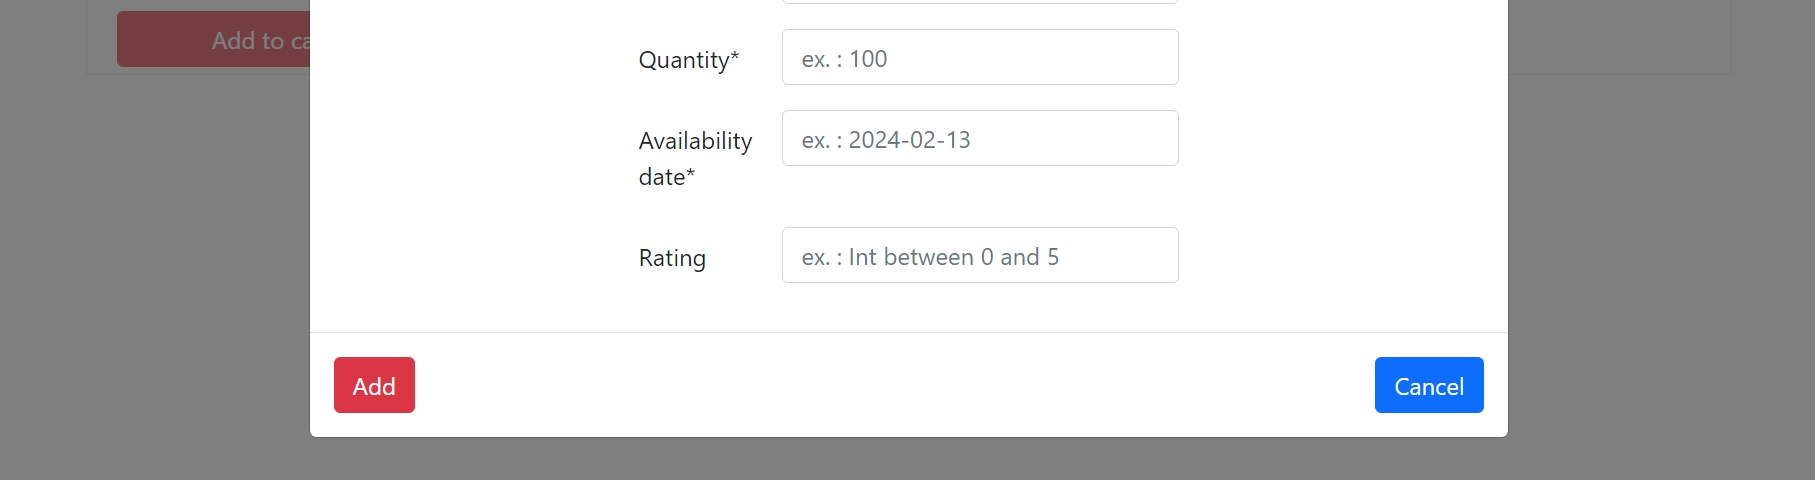 Add to ca
Quantity*
ex. : 100
Availability
date*
ex. : 2024-02-13
Rating
ex. : Int between 0 and 5
Add
Cancel